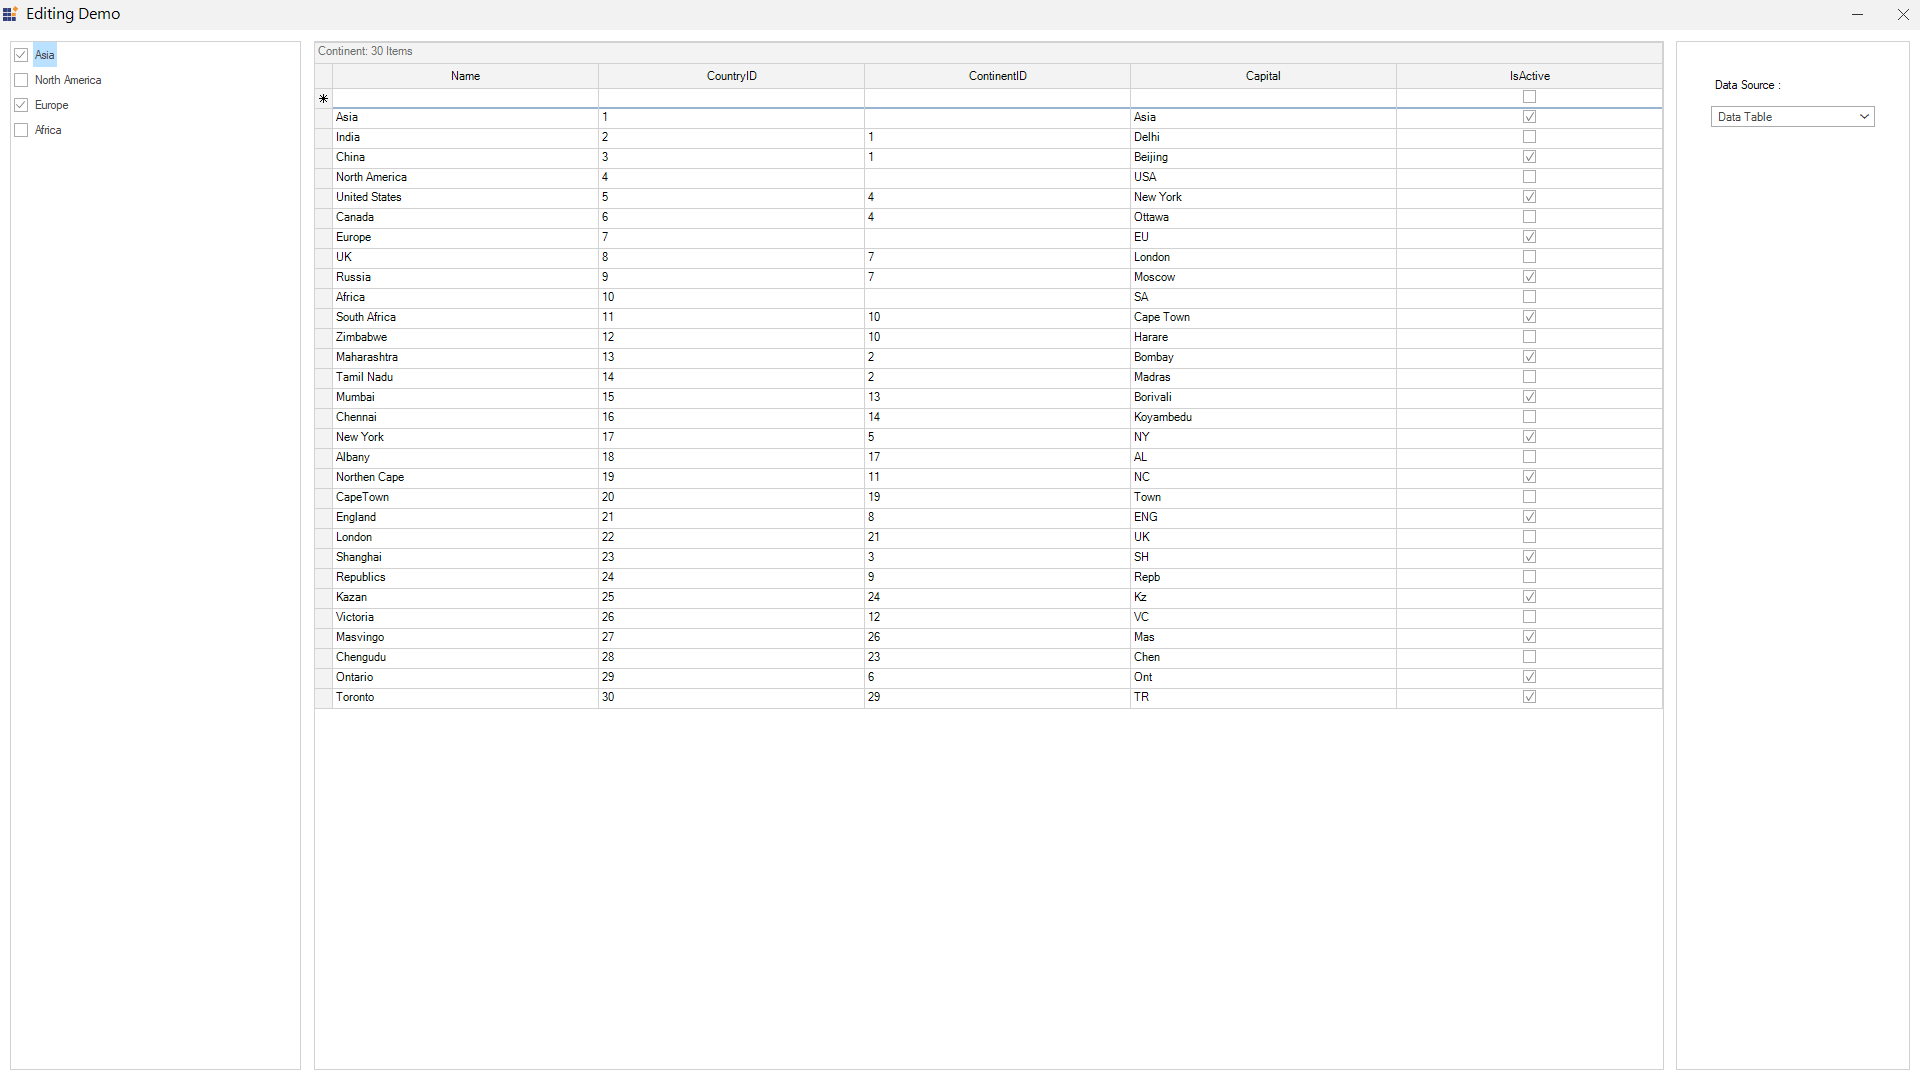 Editing Demo
Asia
North America
Europe
Africa
Continent: 30 Items
Name CountryID ContinentID Capital IsActive
Asia 1 Asia
India 2 1 Delhi
China 3 1 Beijing
North America 4 USA
United States 5 4 New York
Canada 6 4 Ottawa
Europe 7 EU
UK 8 7 London
Russia 9 7 Moscow
Africa 10 SA
South Africa 11 10 Cape Town
Zimbabwe 12 10 Harare
Maharashtra 13 2 Bombay
Tamil Nadu 14 2 Madras
Mumbai 15 13 Borivali
Chennai 16 14 Koyambedu
New York 17 5 NY
Albany 18 17 AL
Northen Cape 19 11 NC
CapeTown 20 19 Town
England 21 8 ENG
London 22 21 UK
Shanghai 23 3 SH
Republics 24 9 Repb
Kazan 25 24 Kz
Victoria 26 12 VC
Masvingo 27 26 Mas
Chengudu 28 23 Chen
Ontario 29 6 Ont
Toronto 30 29 TR
Data Source :
Data Table